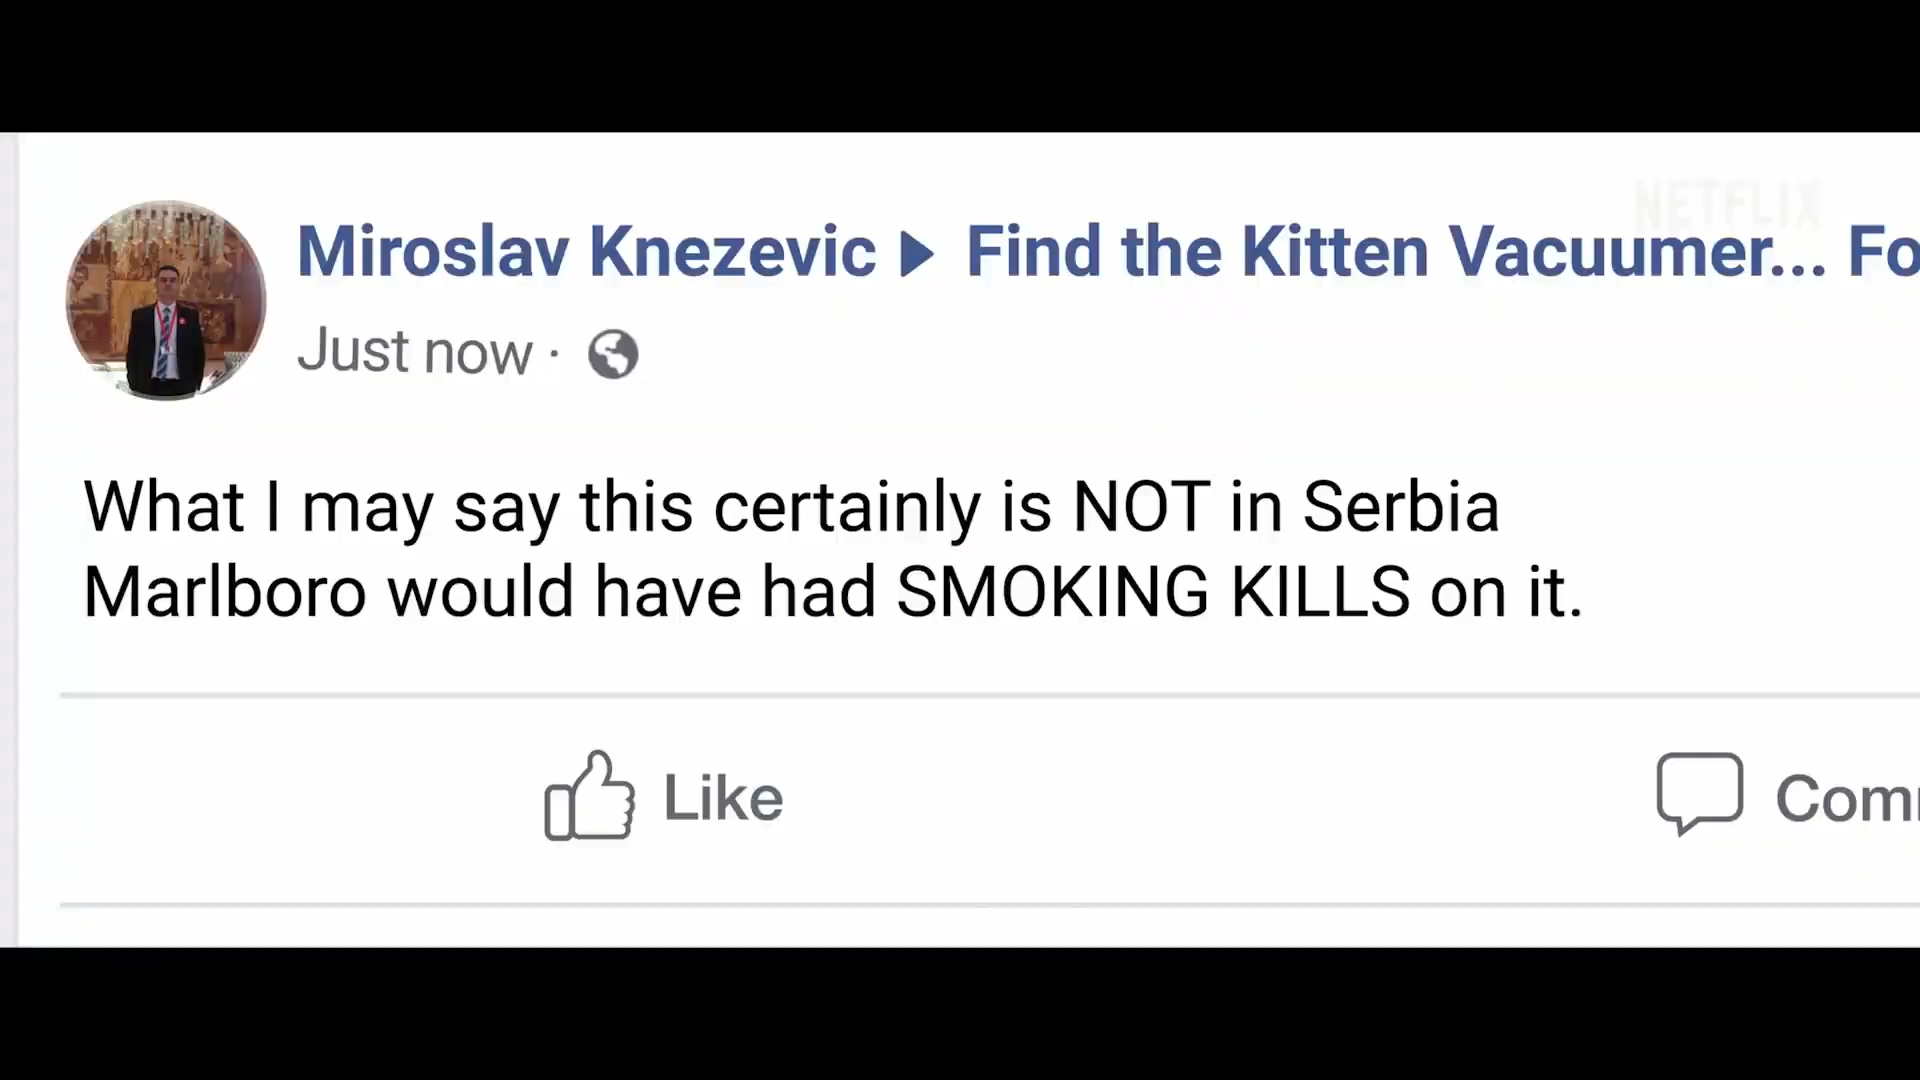 NETFLIX
Miroslav Knezevic ▶ Find the Kitten Vacuumer... Fo
Just now ·
What I may say this certainly is NOT in Serbia
Marlboro would have had SMOKING KILLS on it.
Like
Com